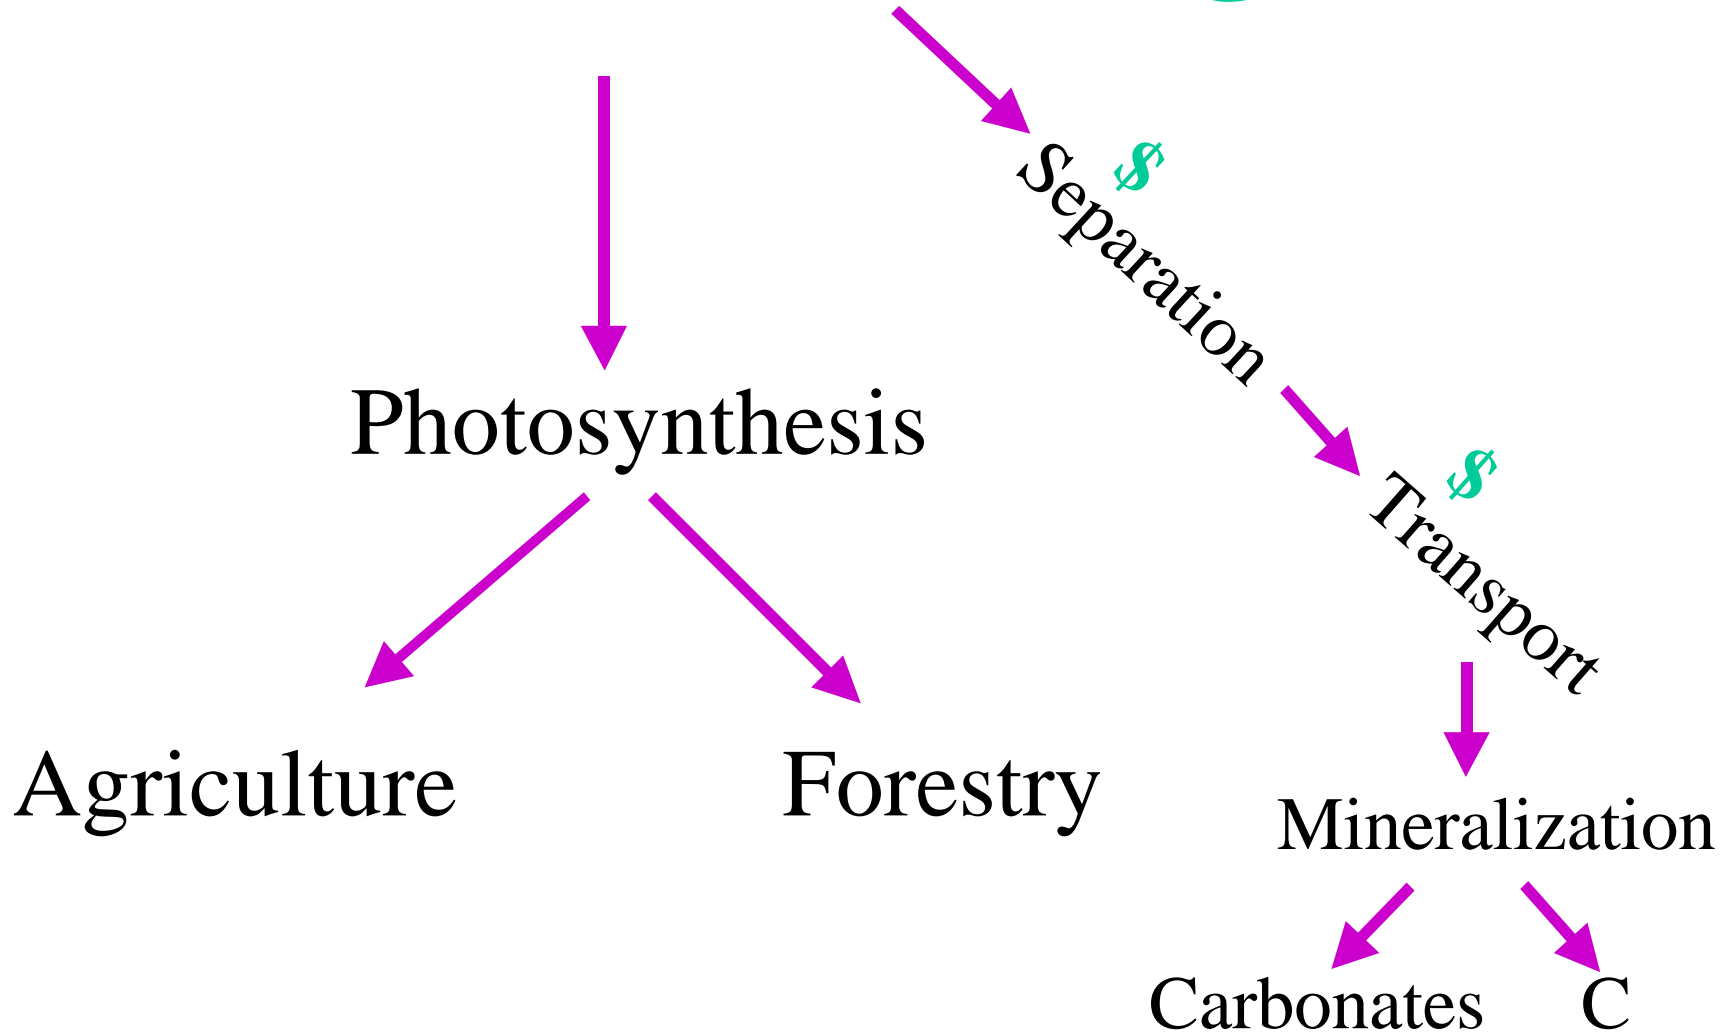 $
Separation
Photosynthesis
$
Transport
Agriculture
Forestry
Mineralization
Carbonates
C